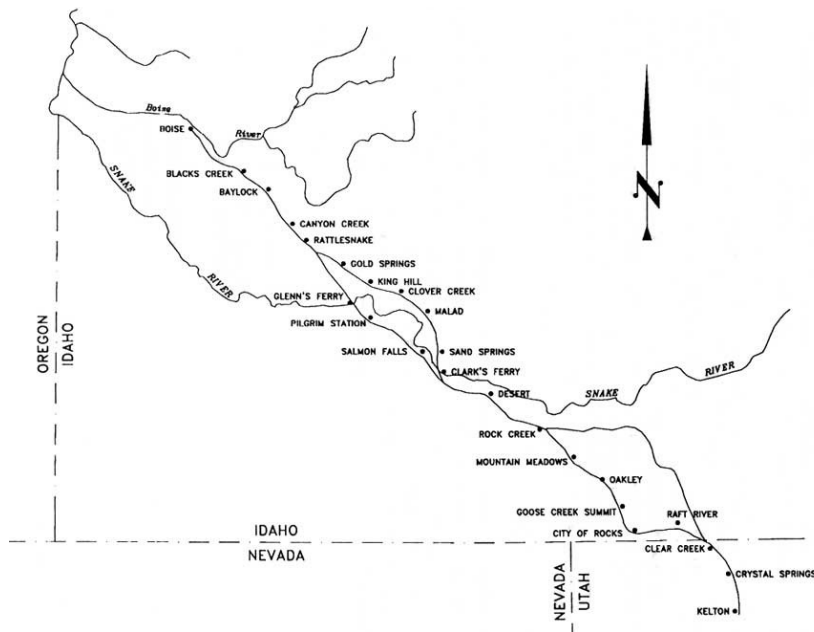 Boise
River
BOISE
BLACKS CREEK
BAYLOCK
SNAKE
RIVER
CANYON CREEK
RATTLESNAKE
GOLD SPRINGS
KING HILL
CLOVER CREEK
GLENN'S FERRY
MALAD
PILGRIM STATION
SALMON FALLS
SAND SPRINGS
CLARK'S FERRY
OREGON
IDAHO
DESERT
SNAKE
RIVER
ROCK CREEK
MOUNTAIN MEADOWS
OAKLEY
GOOSE CREEK SUMMIT
RAFT RIVER
CITY OF ROCKS
IDAHO
NEVADA
CLEAR CREEK
CRYSTAL SPRINGS
NEVADA
UTAH
KELTON
N